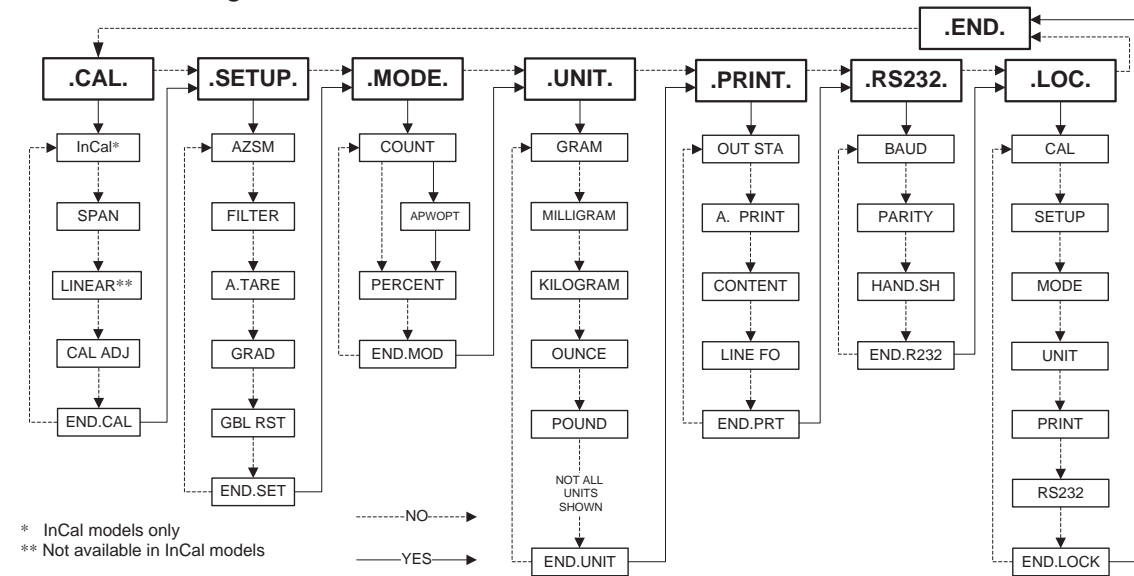 .END.
.CAL.
.SETUP.
.MODE.
.UNIT.
.PRINT.
.RS232.
.LOC.
InCal*
SPAN
LINEAR**
CAL ADJ
END.CAL
AZSM
FILTER
A.TARE
GRAD
GBL RST
END.SET
COUNT
APWOPT
PERCENT
END.MOD
GRAM
MILLIGRAM
KILOGRAM
OUNCE
POUND
NOT ALL
UNITS
SHOWN
END.UNIT
OUT STA
A. PRINT
CONTENT
LINE FO
END.PRT
BAUD
PARITY
HAND.SH
END.R232
CAL
SETUP
MODE
UNIT
PRINT
RS232
END.LOCK
* InCal models only
** Not available in InCal models
NO
YES